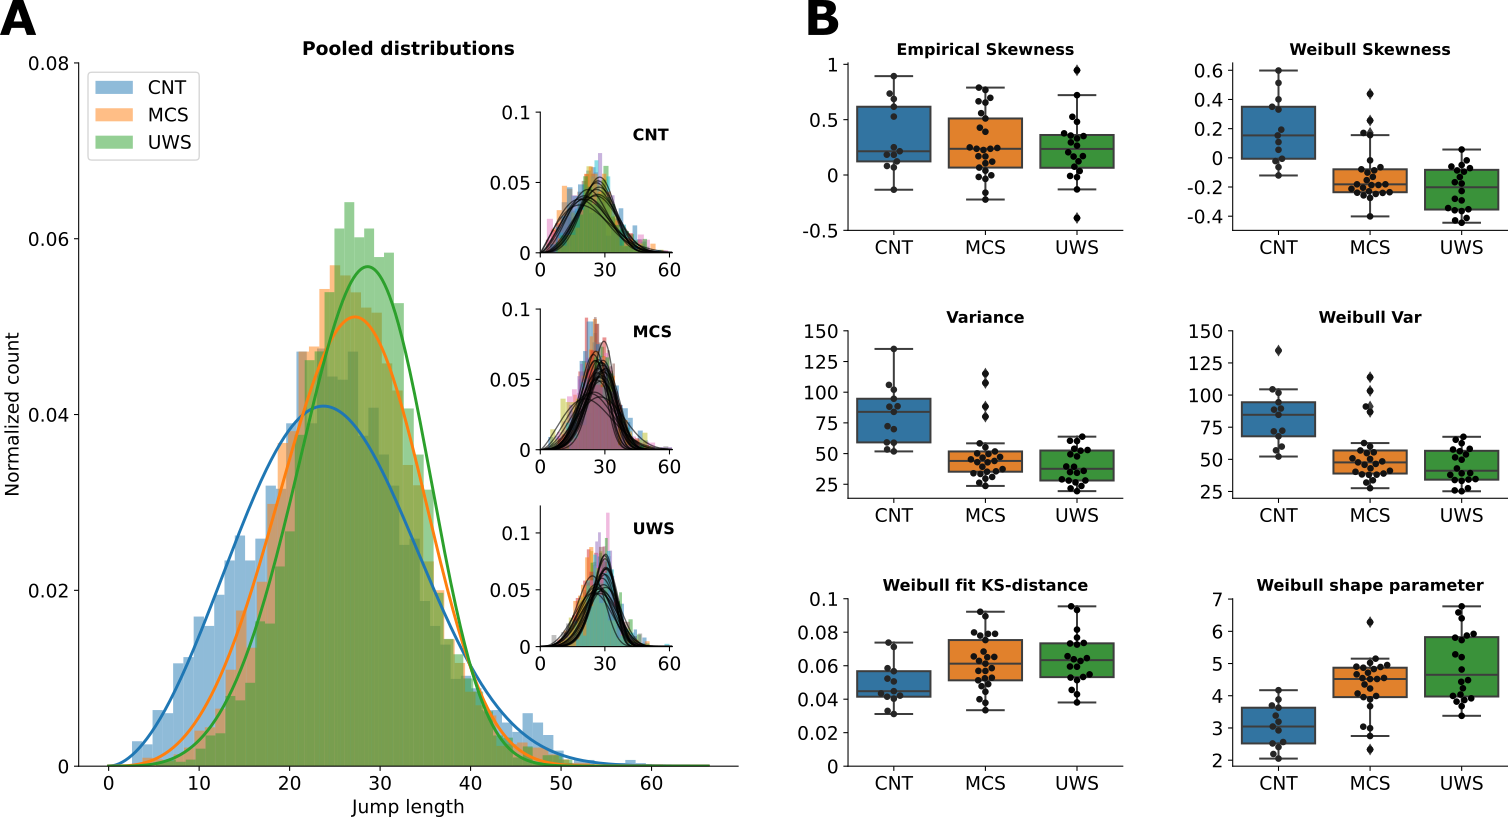 A
B
Pooled distributions
Normalized count
0.08
0.06
0.04
0.02
0
CNT
MCS
UWS
0 10 20 30 40 50 60
Jump length
0.1
0.05
0
CNT
0 30 60
0.1
0.05
0
MCS
0 30 60
0.1
0.05
0
UWS
0 30 60
Empirical Skewness
1
0.5
0
-0.5
CNT MCS UWS
Weibull Skewness
0.6
0.4
0.2
0
-0.2
-0.4
CNT MCS UWS
Variance
150
125
100
75
50
25
CNT MCS UWS
Weibull Var
150
125
100
75
50
25
CNT MCS UWS
Weibull fit KS-distance
0.1
0.08
0.06
0.04
0.02
0
CNT MCS UWS
Weibull shape parameter
7
6
5
4
3
2
CNT MCS UWS